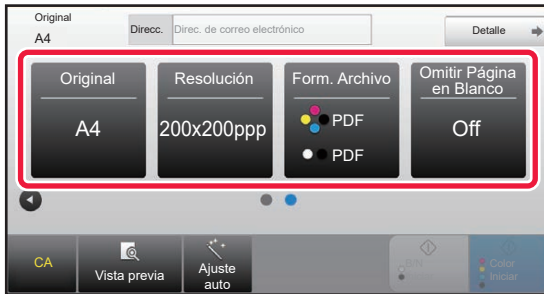 Original
A4
Direcc.
Direc. de correo electrónico
Detalle
Original
A4
Resolución
200x200ppp
Form. Archivo
PDF
PDF
Omitir Página
en Blanco
Off
CA
Vista previa
Ajuste
auto
B/N
Iniciar
Color
Iniciar